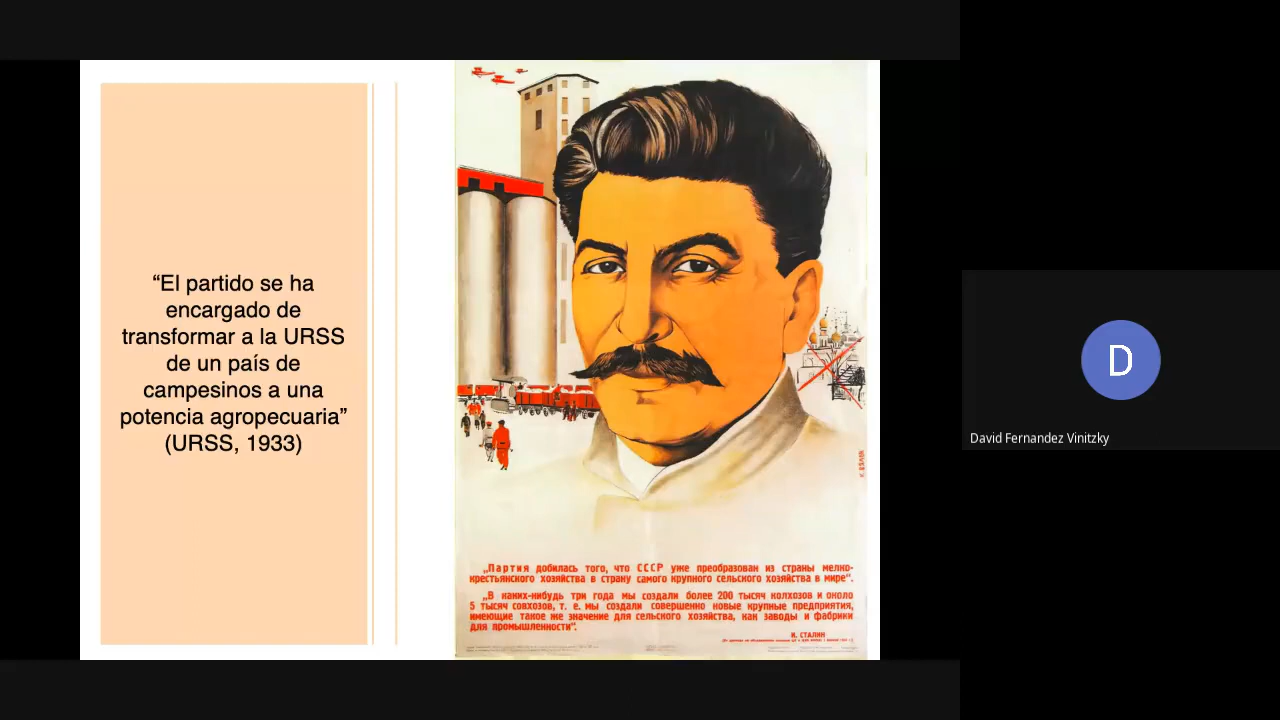 “El partido se ha
encargado de
transformar a la URSS
de un país de
campesinos a una
potencia agropecuaria”
(URSS, 1933)
„Партия добилась того, что СССР уже преобразован из страны мелко-
крестьянского хозяйства в страну самого крупного сельского хозяйства в мире“.
„В каких-нибудь три года мы создали более 200 тысяч колхозов и около
5 тысяч совхозов, т. е. мы создали совершенно новые крупные предприятия,
имеющие такое же значение для сельского хозяйства, как заводы и фабрики
для промышленности“.
И. СТАЛИН
D
David Fernandez Vinitzky